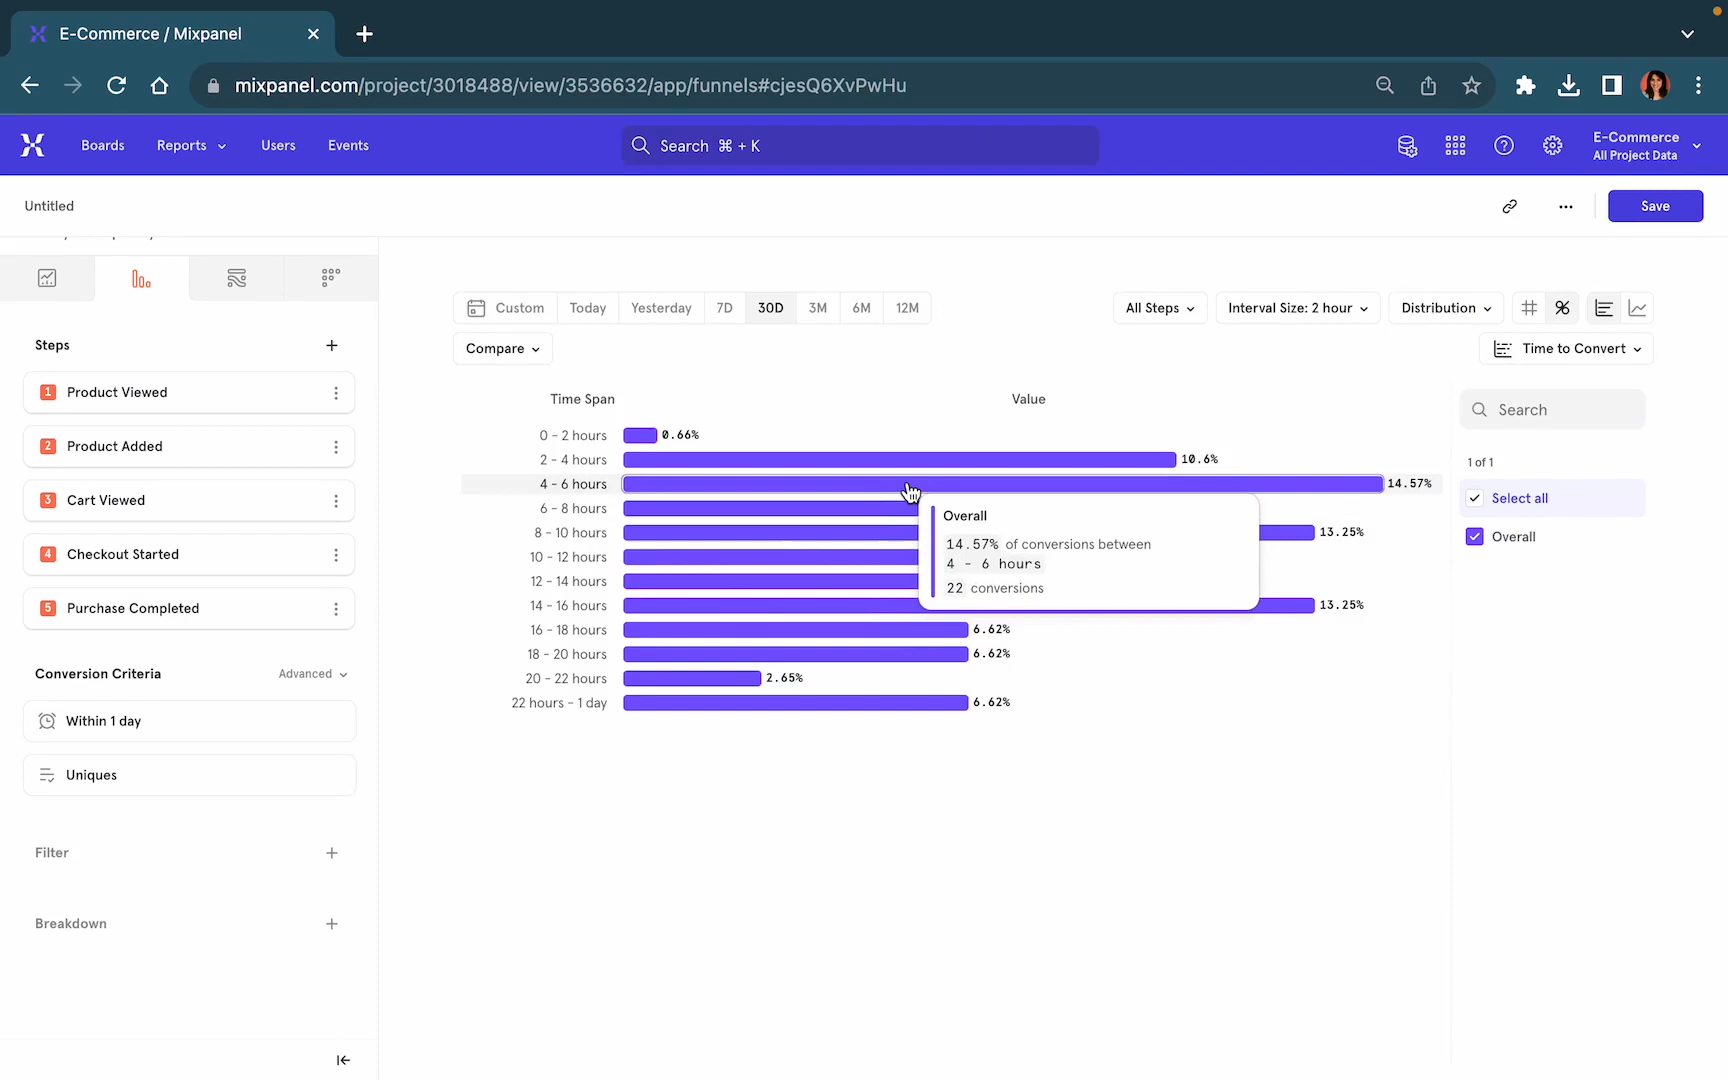 E-Commerce / Mixpanel
mixpanel.com/project/3018488/view/3536632/app/funnels#cjesQ6XvPwHu
Boards Reports Users Events
Search ⌘ + K
E-Commerce
All Project Data
Untitled
Save
Steps
1 Product Viewed
2 Product Added
3 Cart Viewed
4 Checkout Started
5 Purchase Completed
Conversion Criteria Advanced
Within 1 day
Uniques
Filter
Breakdown
Custom Today Yesterday 7D 30D 3M 6M 12M
All Steps Interval Size: 2 hour Distribution
Compare
Time to Convert
Time Span Value
0 - 2 hours 0.66%
2 - 4 hours 10.6%
4 - 6 hours 14.57%
6 - 8 hours
8 - 10 hours 13.25%
10 - 12 hours
12 - 14 hours
14 - 16 hours 13.25%
16 - 18 hours 6.62%
18 - 20 hours 6.62%
20 - 22 hours 2.65%
22 hours - 1 day 6.62%
Overall
14.57% of conversions between
4 - 6 hours
22 conversions
Search
1 of 1
Select all
Overall